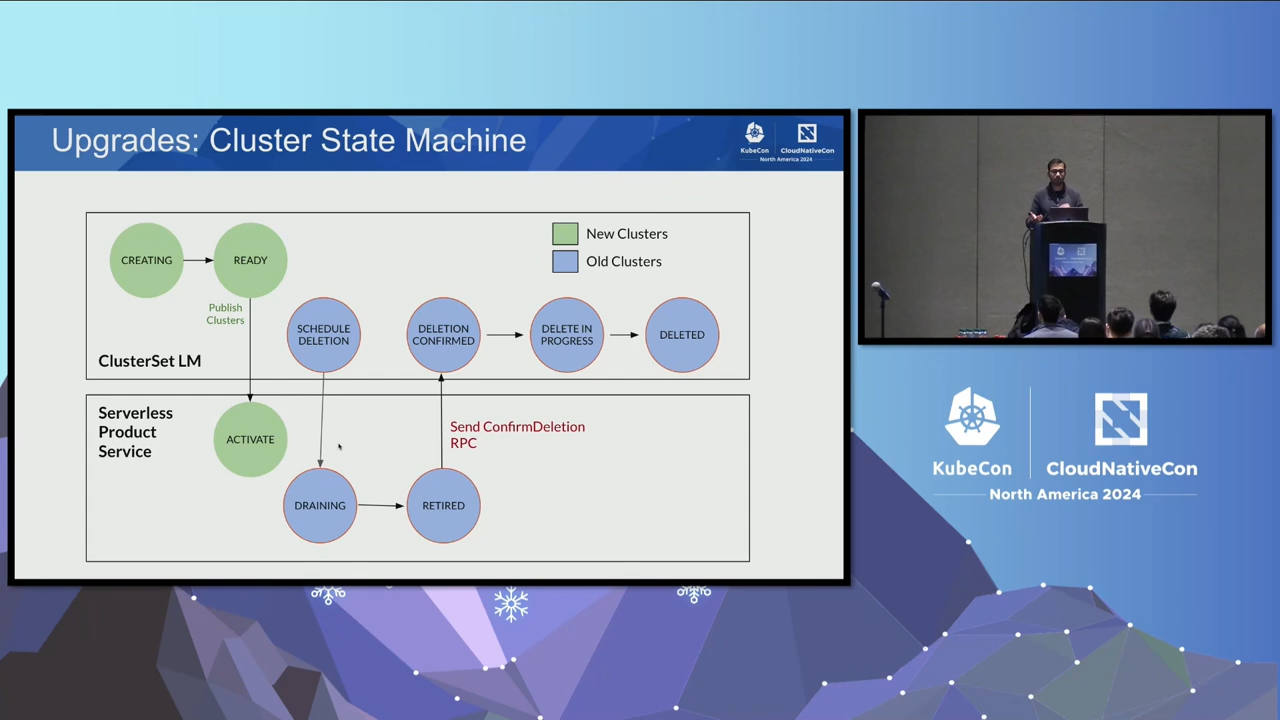 Upgrades: Cluster State Machine
KubeCon
CloudNativeCon
North America 2024
CREATING
READY
New Clusters
Old Clusters
Publish
Clusters
SCHEDULE
DELETION
DELETION
CONFIRMED
DELETE IN
PROGRESS
DELETED
ClusterSet LM
Serverless
Product
Service
ACTIVATE
Send ConfirmDeletion
RPC
DRAINING
RETIRED
KubeCon
CloudNativeCon
North America 2024